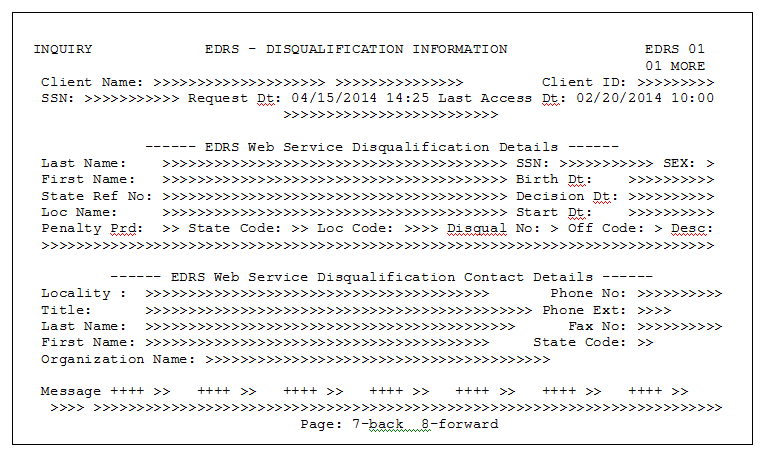 INQUIRY EDRS - DISQUALIFICATION INFORMATION EDRS 01
01 MORE
Client Name: >>>>>>>>>>>>>>>>>>>> >>>>>>>>>>>>>>> Client ID: >>>>>>>>>
SSN: >>>>>>>>>>> Request Dt: 04/15/2014 14:25 Last Access Dt: 02/20/2014 10:00
>>>>>>>>>>>>>>>>>>>>>>>>>
------ EDRS Web Service Disqualification Details ------
Last Name: >>>>>>>>>>>>>>>>>>>>>>>>>>>>>>>>>>>>>>>> SSN: >>>>>>>>>>> SEX: >
First Name: >>>>>>>>>>>>>>>>>>>>>>>>>>>>>>>>>>>>>>>> Birth Dt: >>>>>>>>>>
State Ref No: >>>>>>>>>>>>>>>>>>>>>>>>>>>>>>>>>>>>>>>> Decision Dt: >>>>>>>>>>
Loc Name: >>>>>>>>>>>>>>>>>>>>>>>>>>>>>>>>>>>>>>>> Start Dt: >>>>>>>>>>
Penalty Prd: >> State Code: >> Loc Code: >>>> Disqual No: > Off Code: > Desc:
>>>>>>>>>>>>>>>>>>>>>>>>>>>>>>>>>>>>>>>>>>>>>>>>>>>>>>>>>>>>>>>>>>>>>>>>>>>>>>
------ EDRS Web Service Disqualification Contact Details ------
Locality : >>>>>>>>>>>>>>>>>>>>>>>>>>>>>>>>>>>>>>>> Phone No: >>>>>>>>>>
Title: >>>>>>>>>>>>>>>>>>>>>>>>>>>>>>>>>>>>>>>>>>>>> Phone Ext: >>>>
Last Name: >>>>>>>>>>>>>>>>>>>>>>>>>>>>>>>>>>>>>>>>>>> Fax No: >>>>>>>>>>
First Name: >>>>>>>>>>>>>>>>>>>>>>>>>>>>>>>>>>>>>>>> State Code: >>
Organization Name: >>>>>>>>>>>>>>>>>>>>>>>>>>>>>>>>>>>>>>>>
Message ++++ >> ++++ >> ++++ >> ++++ >> ++++ >> ++++ >> ++++ >>
>>>> >>>>>>>>>>>>>>>>>>>>>>>>>>>>>>>>>>>>>>>>>>>>>>>>>>>>>>>>>>>>>>>>>>>>>>>>>
Page: 7-back 8-forward